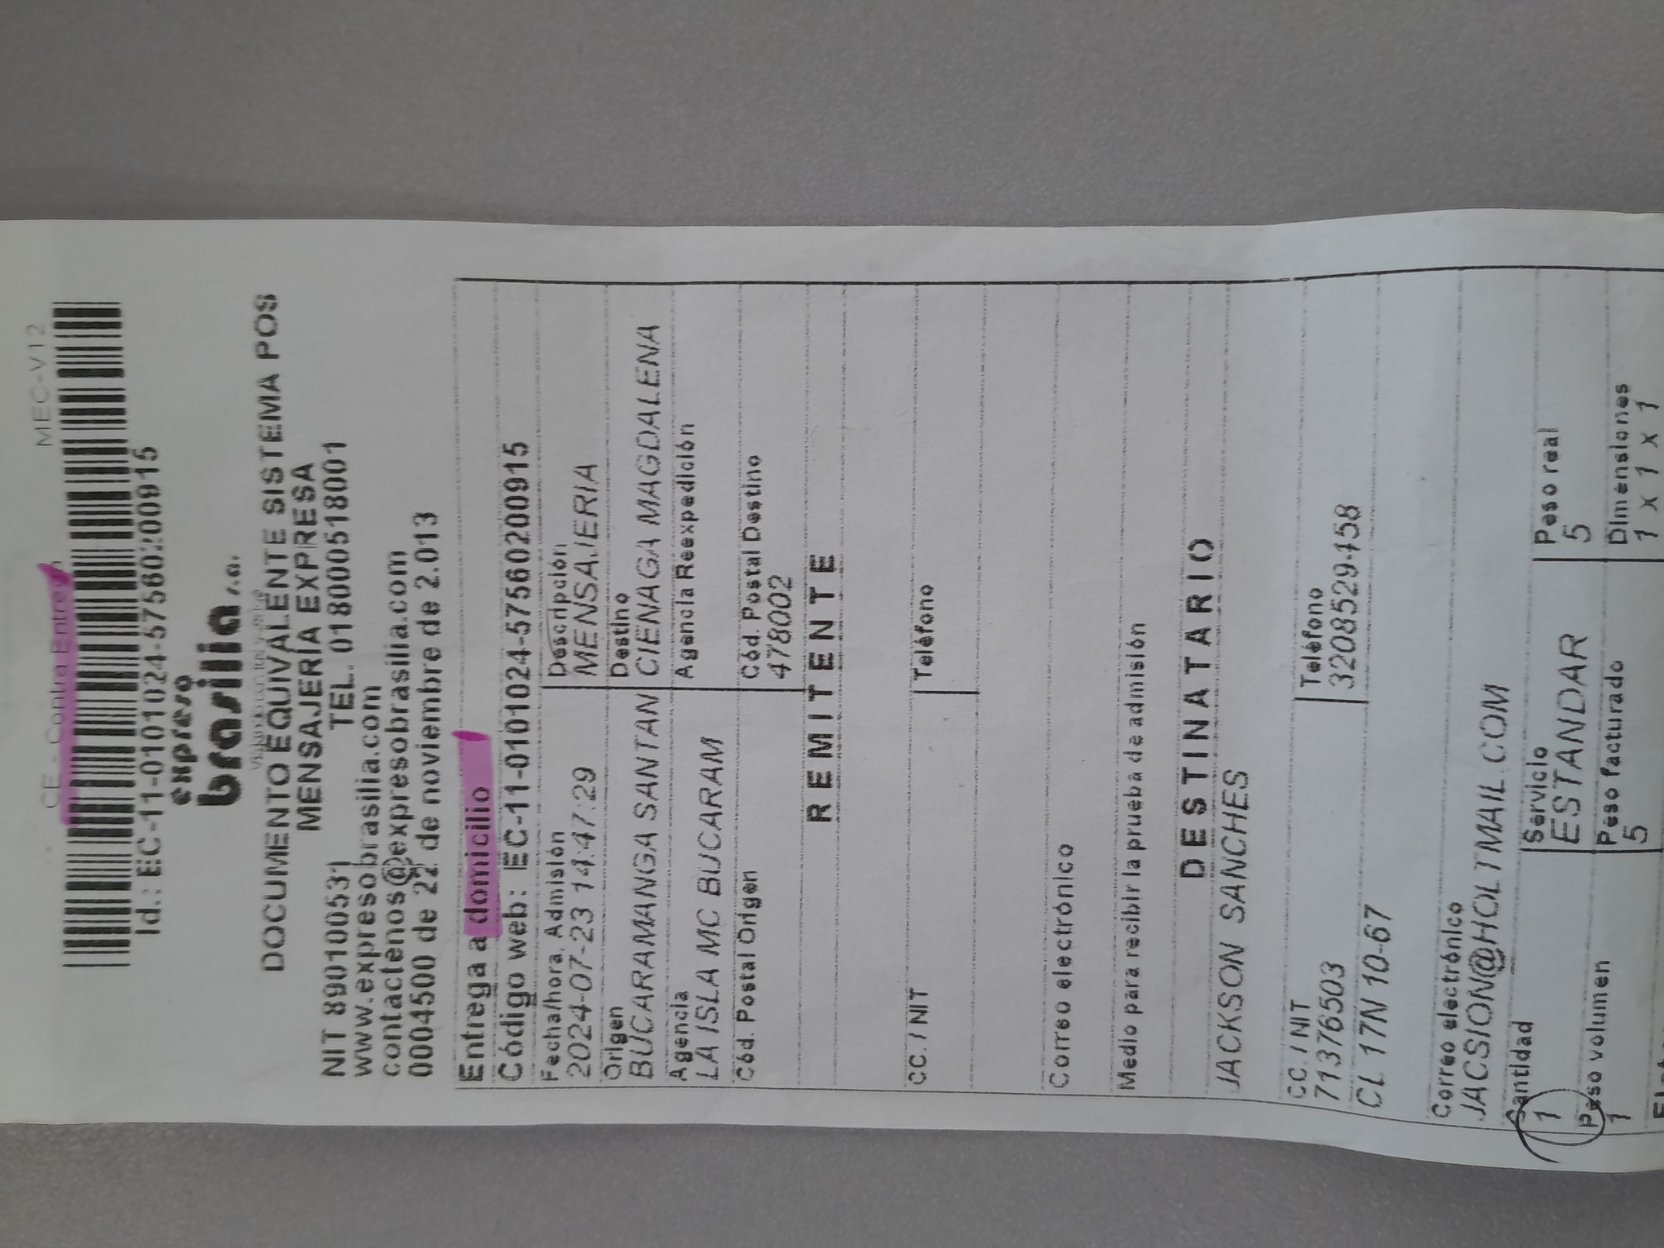 MEC-V12
CE - Contra Entrega
Id.: EC-11-0101024-57560200915
expreso
brasilia s.a.
DOCUMENTO EQUIVALENTE SISTEMA POS
MENSAJERÍA EXPRESA
NIT 890100531 TEL. 018000518001
www.expresobrasilia.com
contactenos@expresobrasilia.com
0004500 de 22 de noviembre de 2.013
Entrega a domicilio
Código web: IEC-11-0101024-57560200915
Fecha/hora, Admisión Descripción
2024-07-23 14:47:29 MENSAJERIA
Origen Destino
BUCARAMANGA SANTAN CIENAGA MAGDALENA
Agencia Agencia Reexpedición
LA ISLA MC BUCARAM
Cód. Postal Origen Cód. Postal Destino
478002
REMITENTE
CC. / NIT Teléfono
Correo electrónico
Medio para recibir la prueba de admisión
DESTINATARIO
JACKSON SANCHES
CC. / NIT Teléfono
71376503 3208529458
CL 17N 10-67
Correo electrónico
JACSION@HOLTMAIL.COM
Cantidad Servicio Peso real
1 ESTANDAR 5
Peso volumen Peso facturado Dimensiones
1 5 1 x 1 x 1